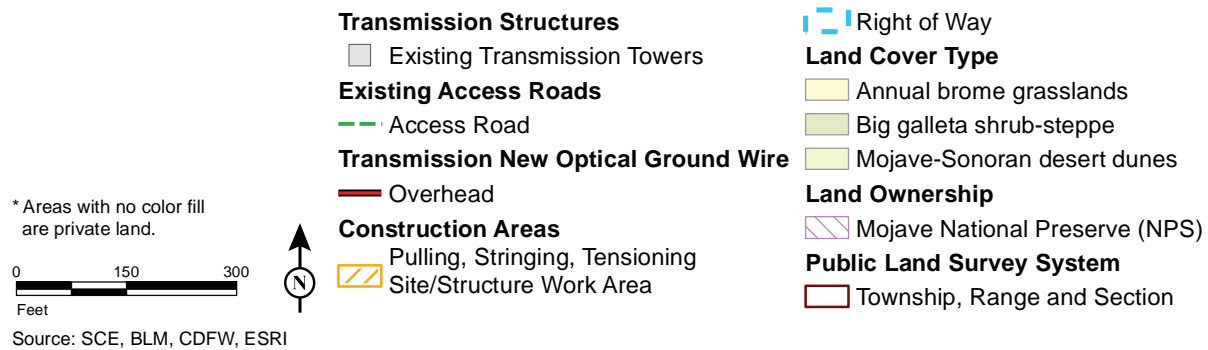 Transmission Structures
Existing Transmission Towers
Existing Access Roads
Access Road
Transmission New Optical Ground Wire
Overhead
Construction Areas
Pulling, Stringing, Tensioning
Site/Structure Work Area
Right of Way
Land Cover Type
Annual brome grasslands
Big galleta shrub-steppe
Mojave-Sonoran desert dunes
Land Ownership
Mojave National Preserve (NPS)
Public Land Survey System
Township, Range and Section
* Areas with no color fill
are private land.
0 150 300
Feet
N
Source: SCE, BLM, CDFW, ESRI